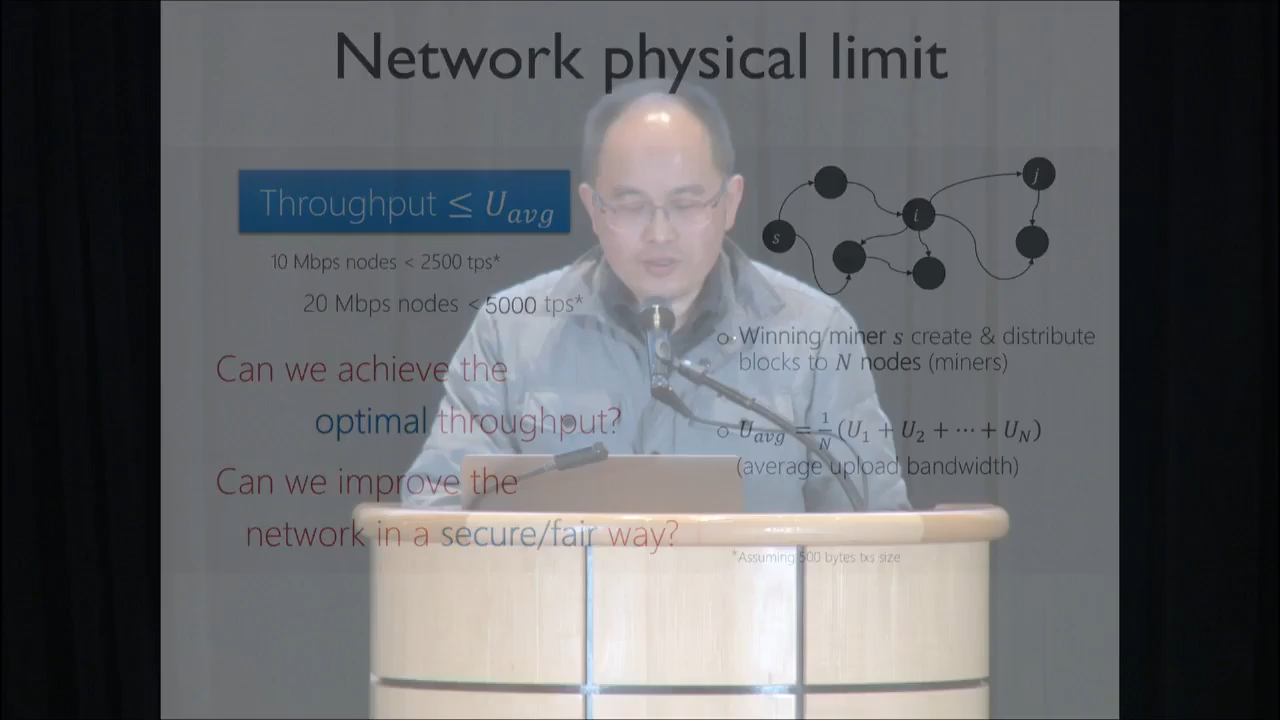 Network physical limit
Throughput ≤ U_avg
10 Mbps nodes < 2500 tps*
20 Mbps nodes < 5000 tps*
Can we achieve the
optimal throughput?
Can we improve the
network in a secure/fair way?
s
i
j
Winning miner s create & distribute
blocks to N nodes (miners)
U_avg = 1/N (U_1 + U_2 + ⋯ + U_N)
(average upload bandwidth)
*Assuming 500 bytes txs size